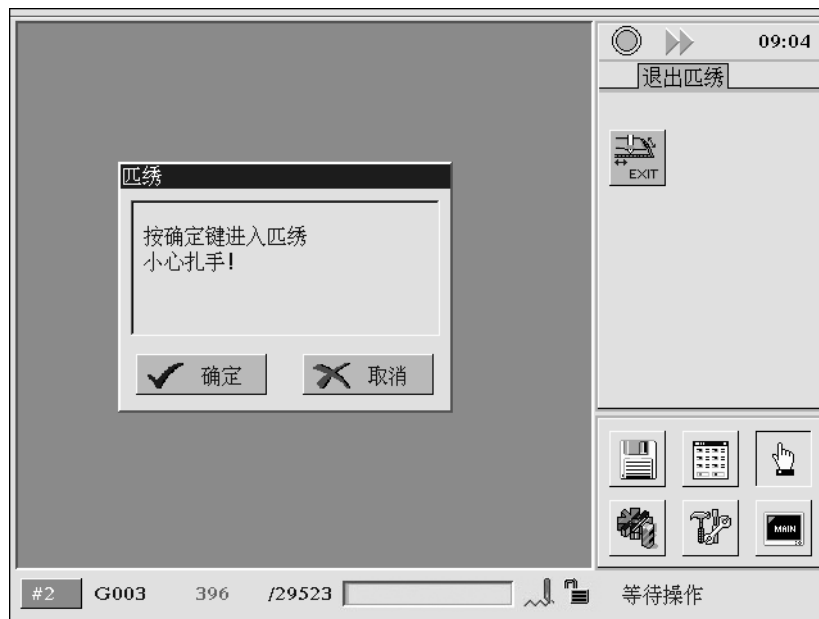 09:04
退出匹绣
EXIT
匹绣
按确定键进入匹绣
小心扎手!
确定
取消
MAIN
#2 G003 396 /29523 等待操作